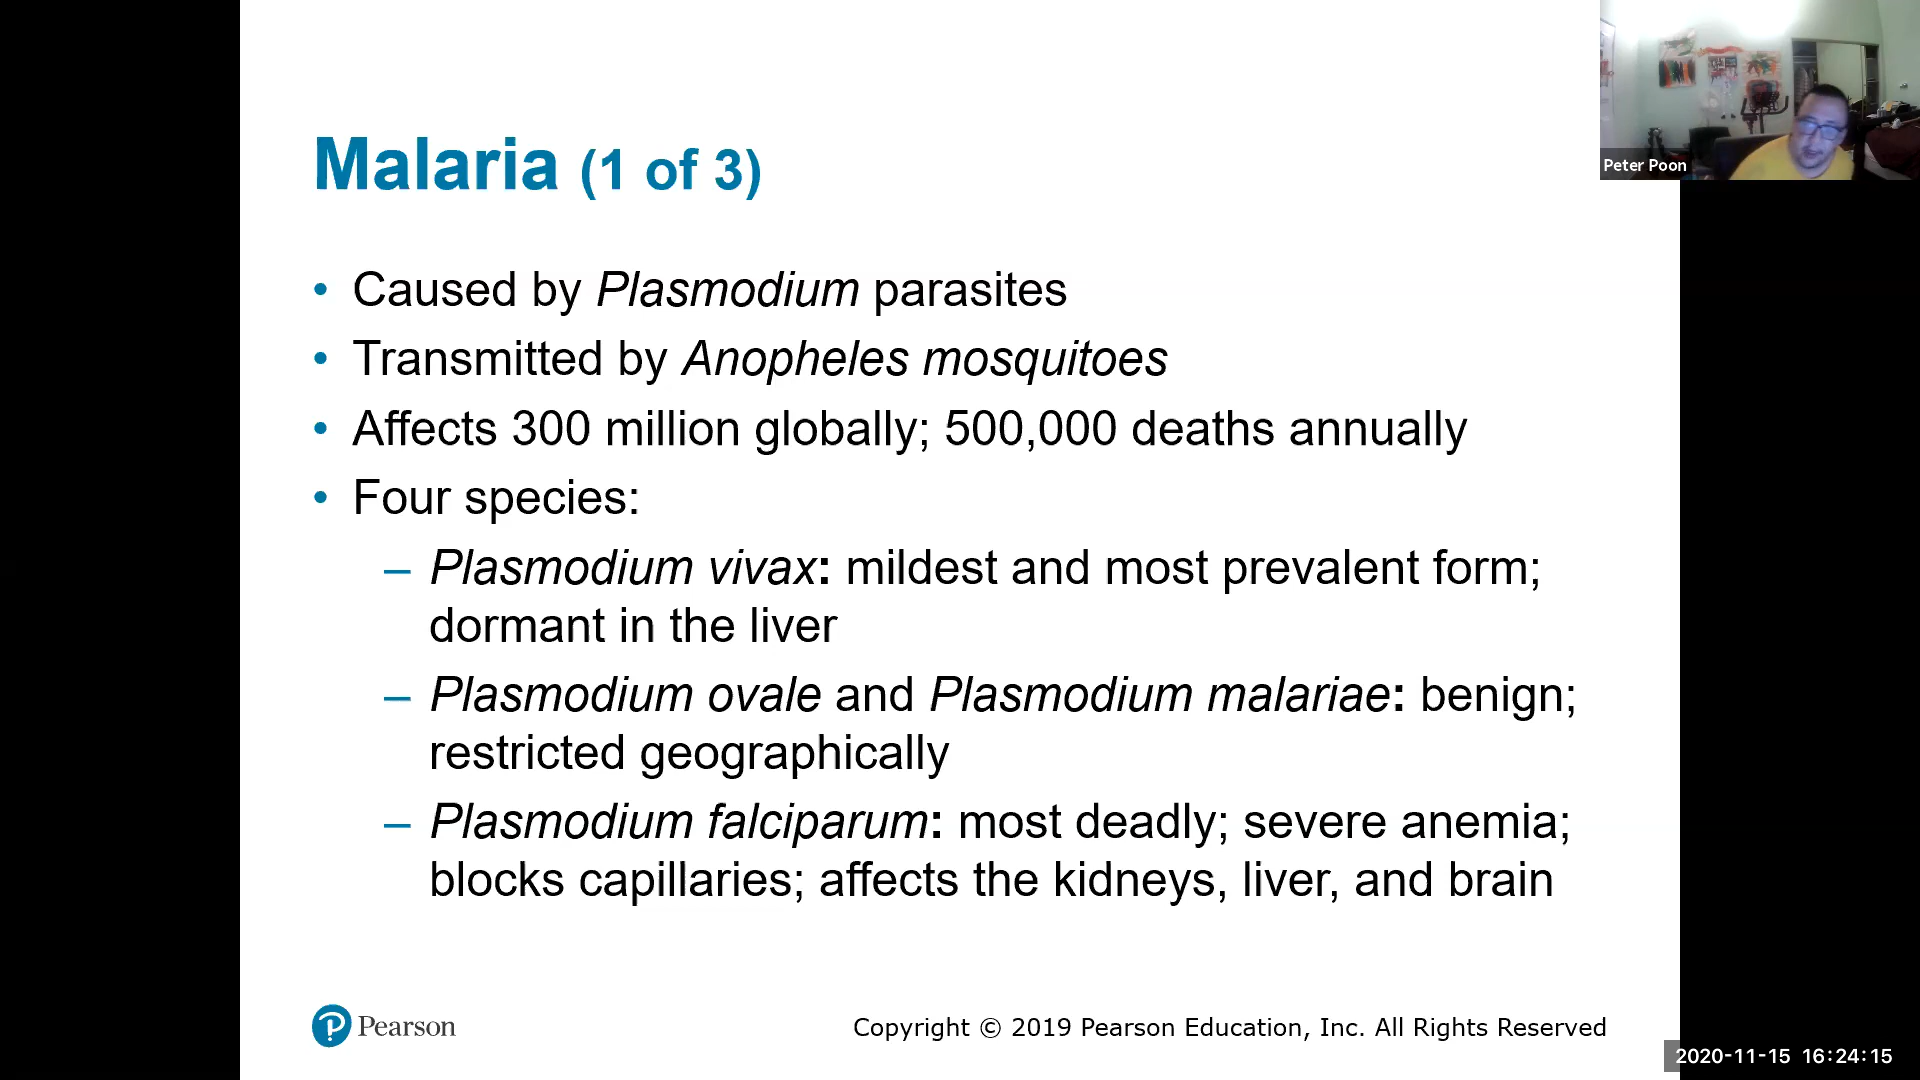 Peter Poon
Malaria (1 of 3)
• Caused by Plasmodium parasites
• Transmitted by Anopheles mosquitoes
• Affects 300 million globally; 500,000 deaths annually
• Four species:
– Plasmodium vivax: mildest and most prevalent form;
dormant in the liver
– Plasmodium ovale and Plasmodium malariae: benign;
restricted geographically
– Plasmodium falciparum: most deadly; severe anemia;
blocks capillaries; affects the kidneys, liver, and brain
Pearson
Copyright © 2019 Pearson Education, Inc. All Rights Reserved
2020-11-15 16:24:15